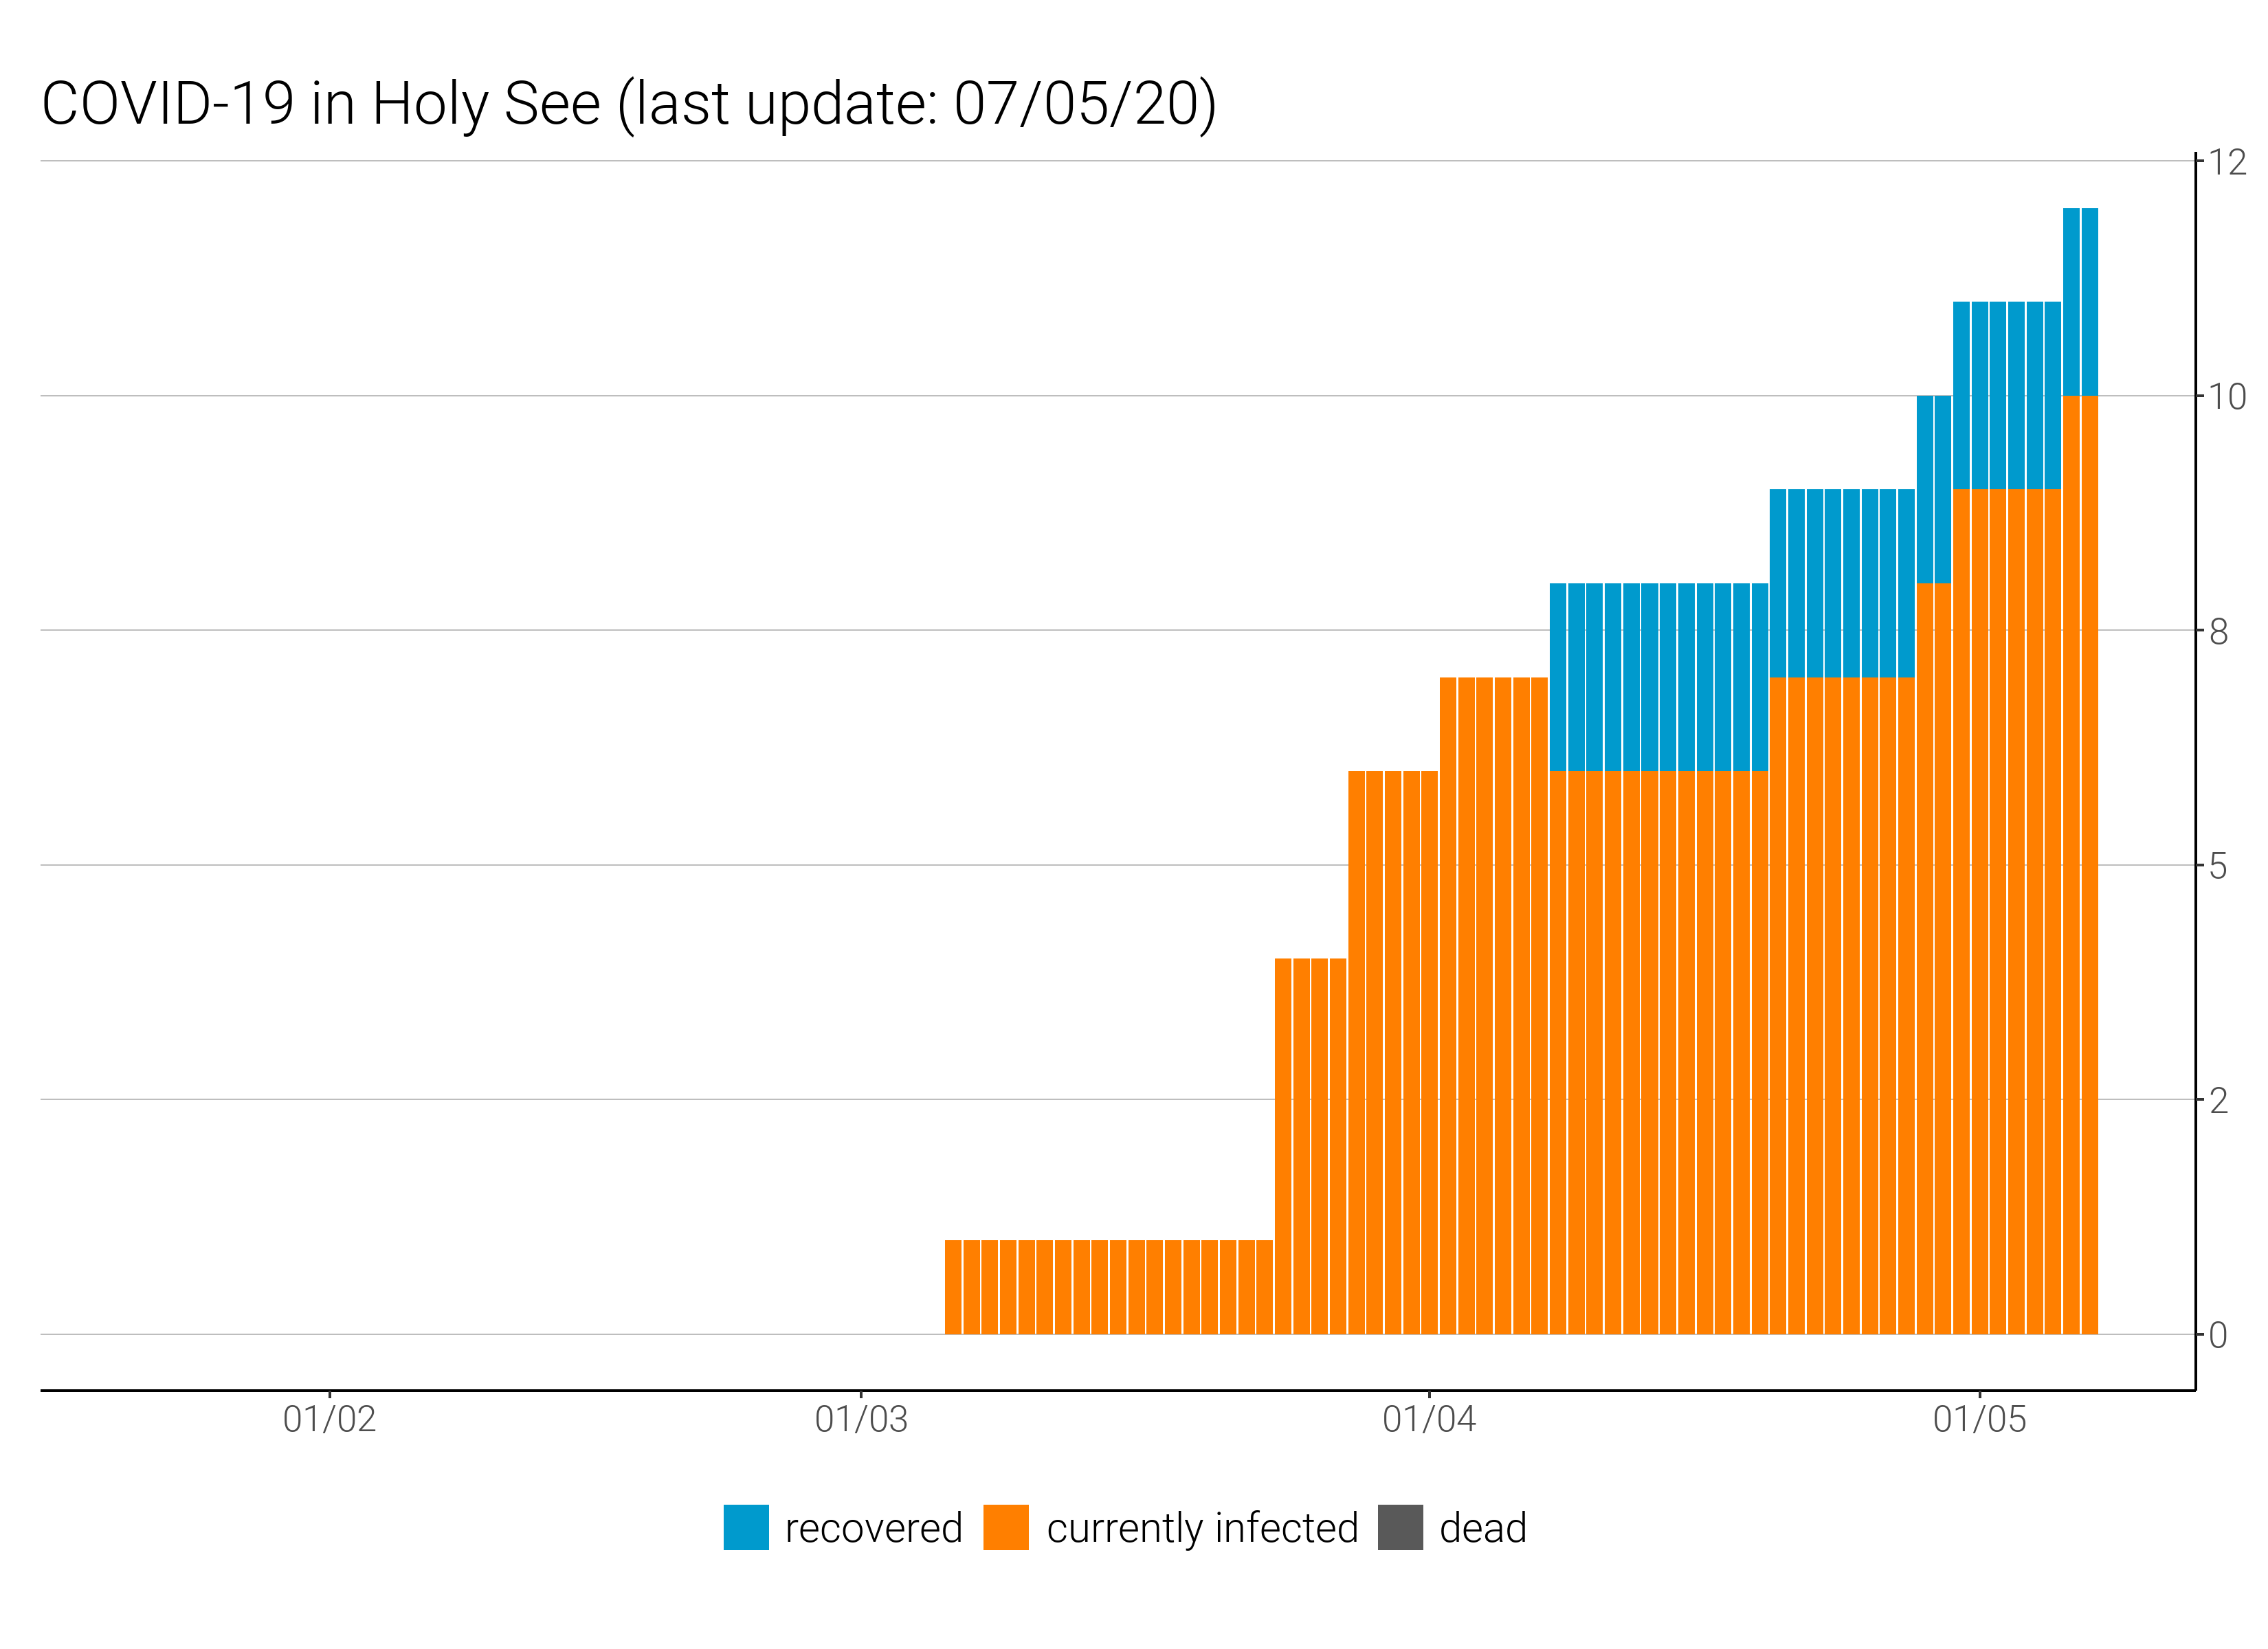 COVID-19 in Holy See (last update: 07/05/20)
12
10
8
5
2
0
01/02 01/03 01/04 01/05
recovered currently infected dead